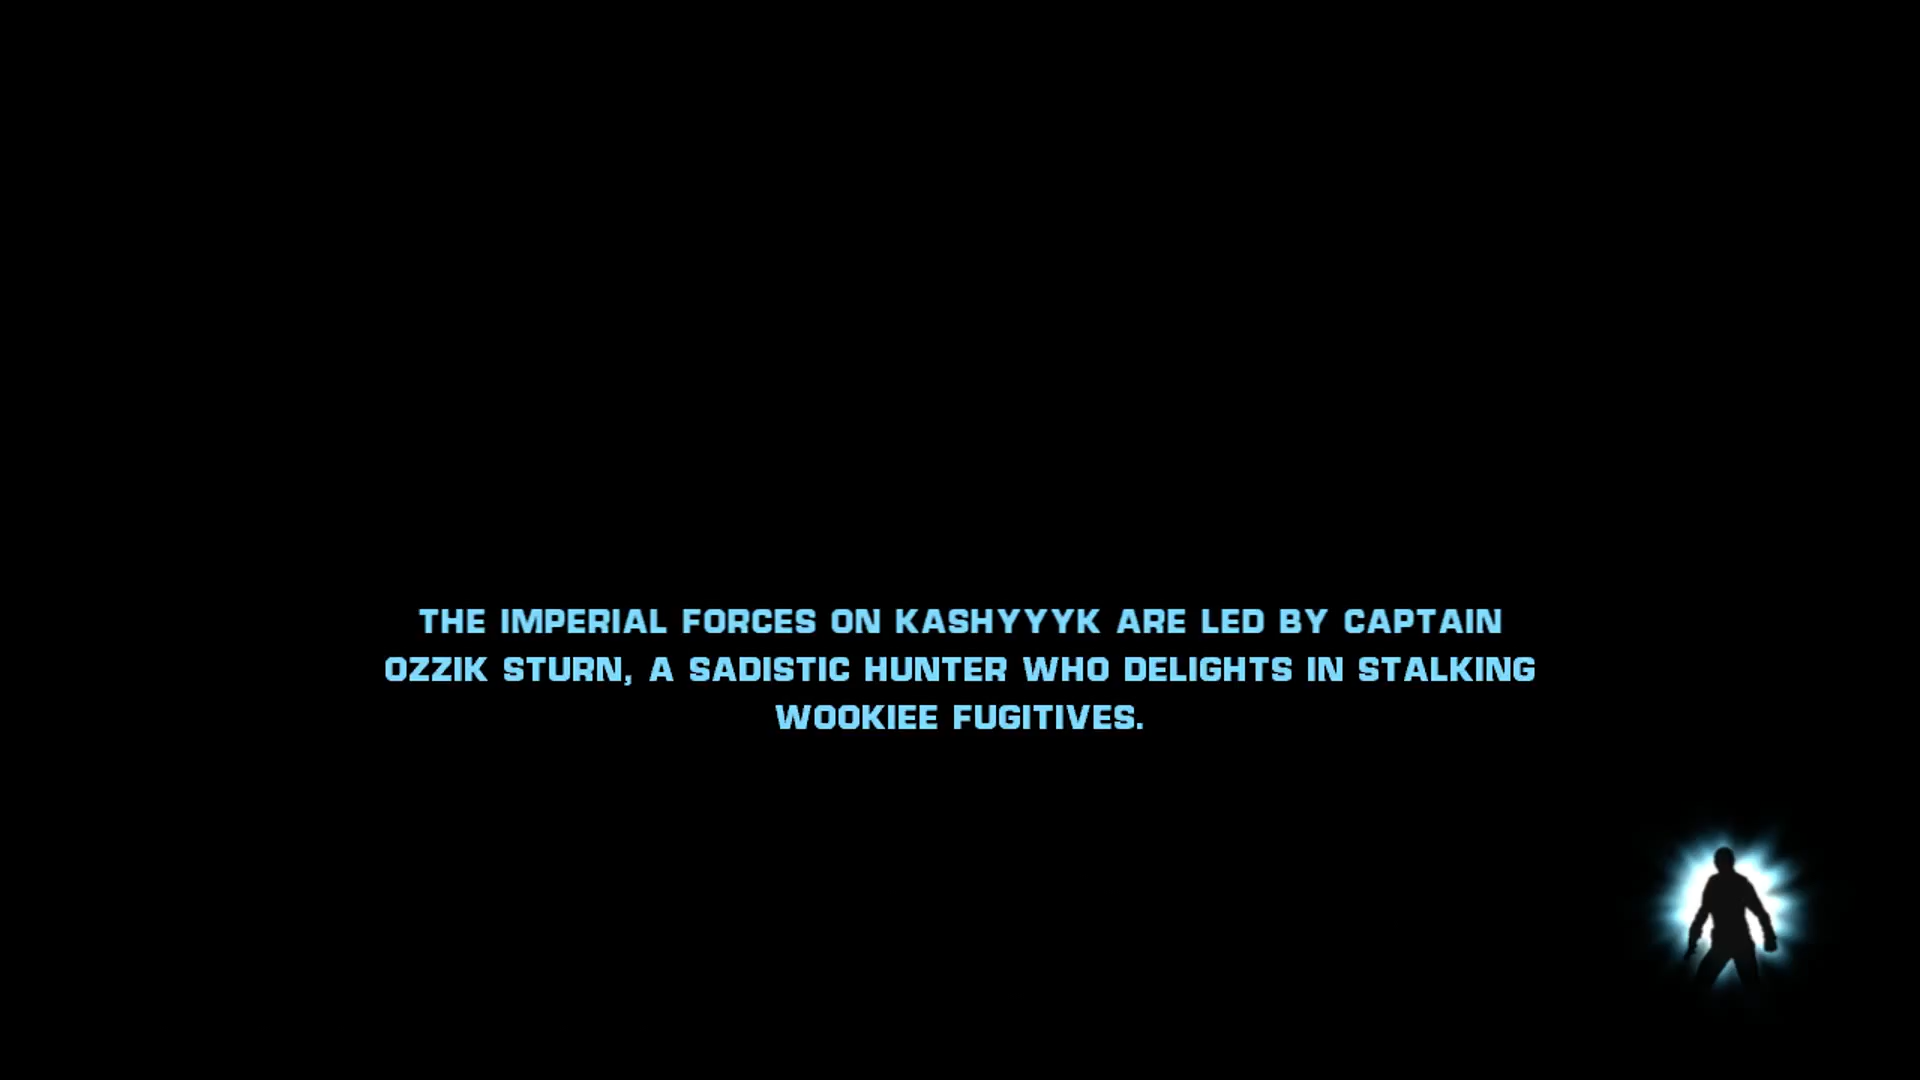 THE IMPERIAL FORCES ON KASHYYYK ARE LED BY CAPTAIN
OZZIK STURN, A SADISTIC HUNTER WHO DELIGHTS IN STALKING
WOOKIEE FUGITIVES.